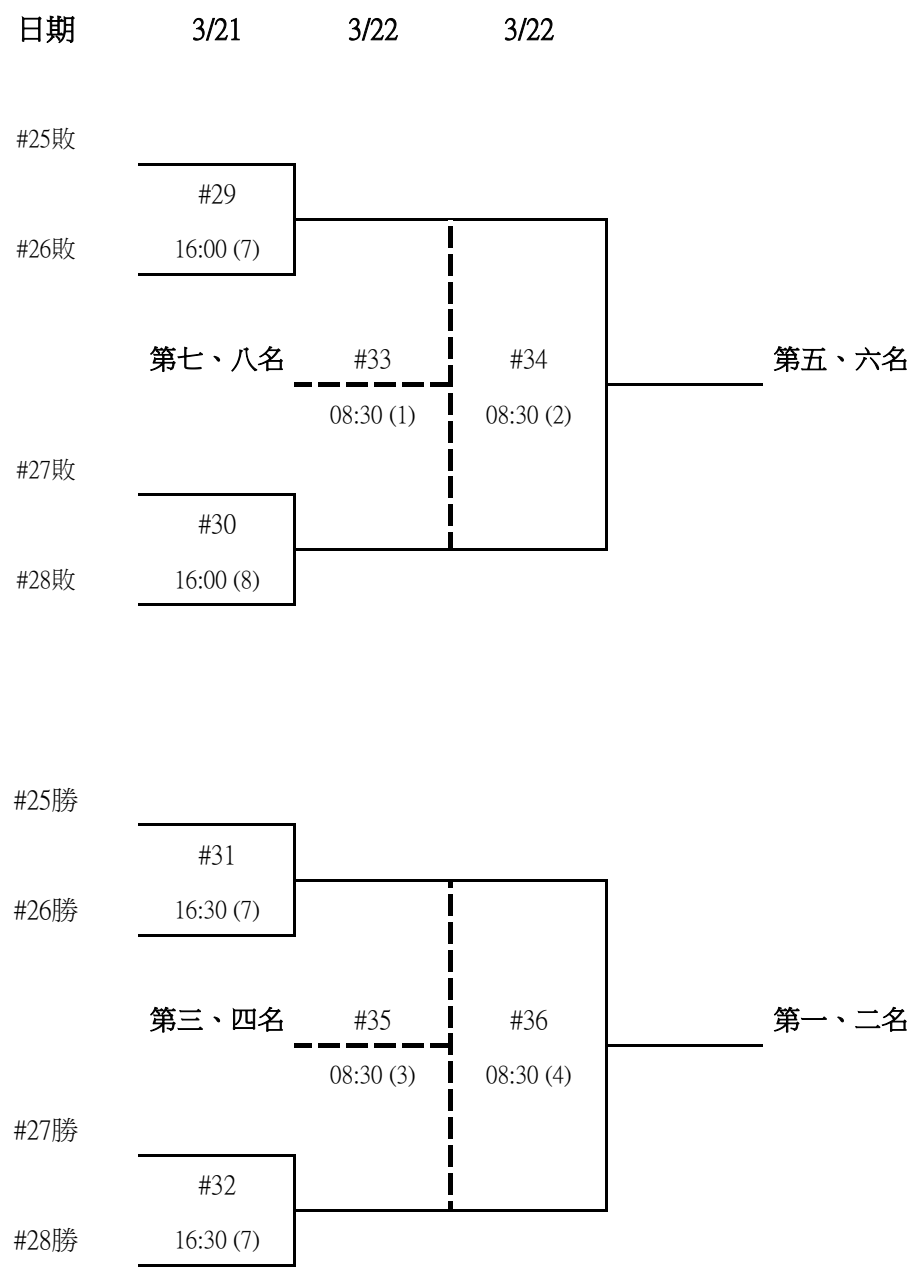 日期 3/21 3/22 3/22
#25敗
#29
#26敗 16:00 (7)
第七、八名 #33 #34 第五、六名
08:30 (1) 08:30 (2)
#27敗
#30
#28敗 16:00 (8)
#25勝
#31
#26勝 16:30 (7)
第三、四名 #35 #36 第一、二名
08:30 (3) 08:30 (4)
#27勝
#32
#28勝 16:30 (7)